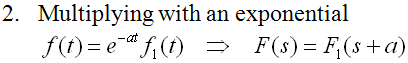 2. Multiplying with an exponential
f(t) = e^{-at} f_1(t) ⇒ F(s) = F_1(s + a)